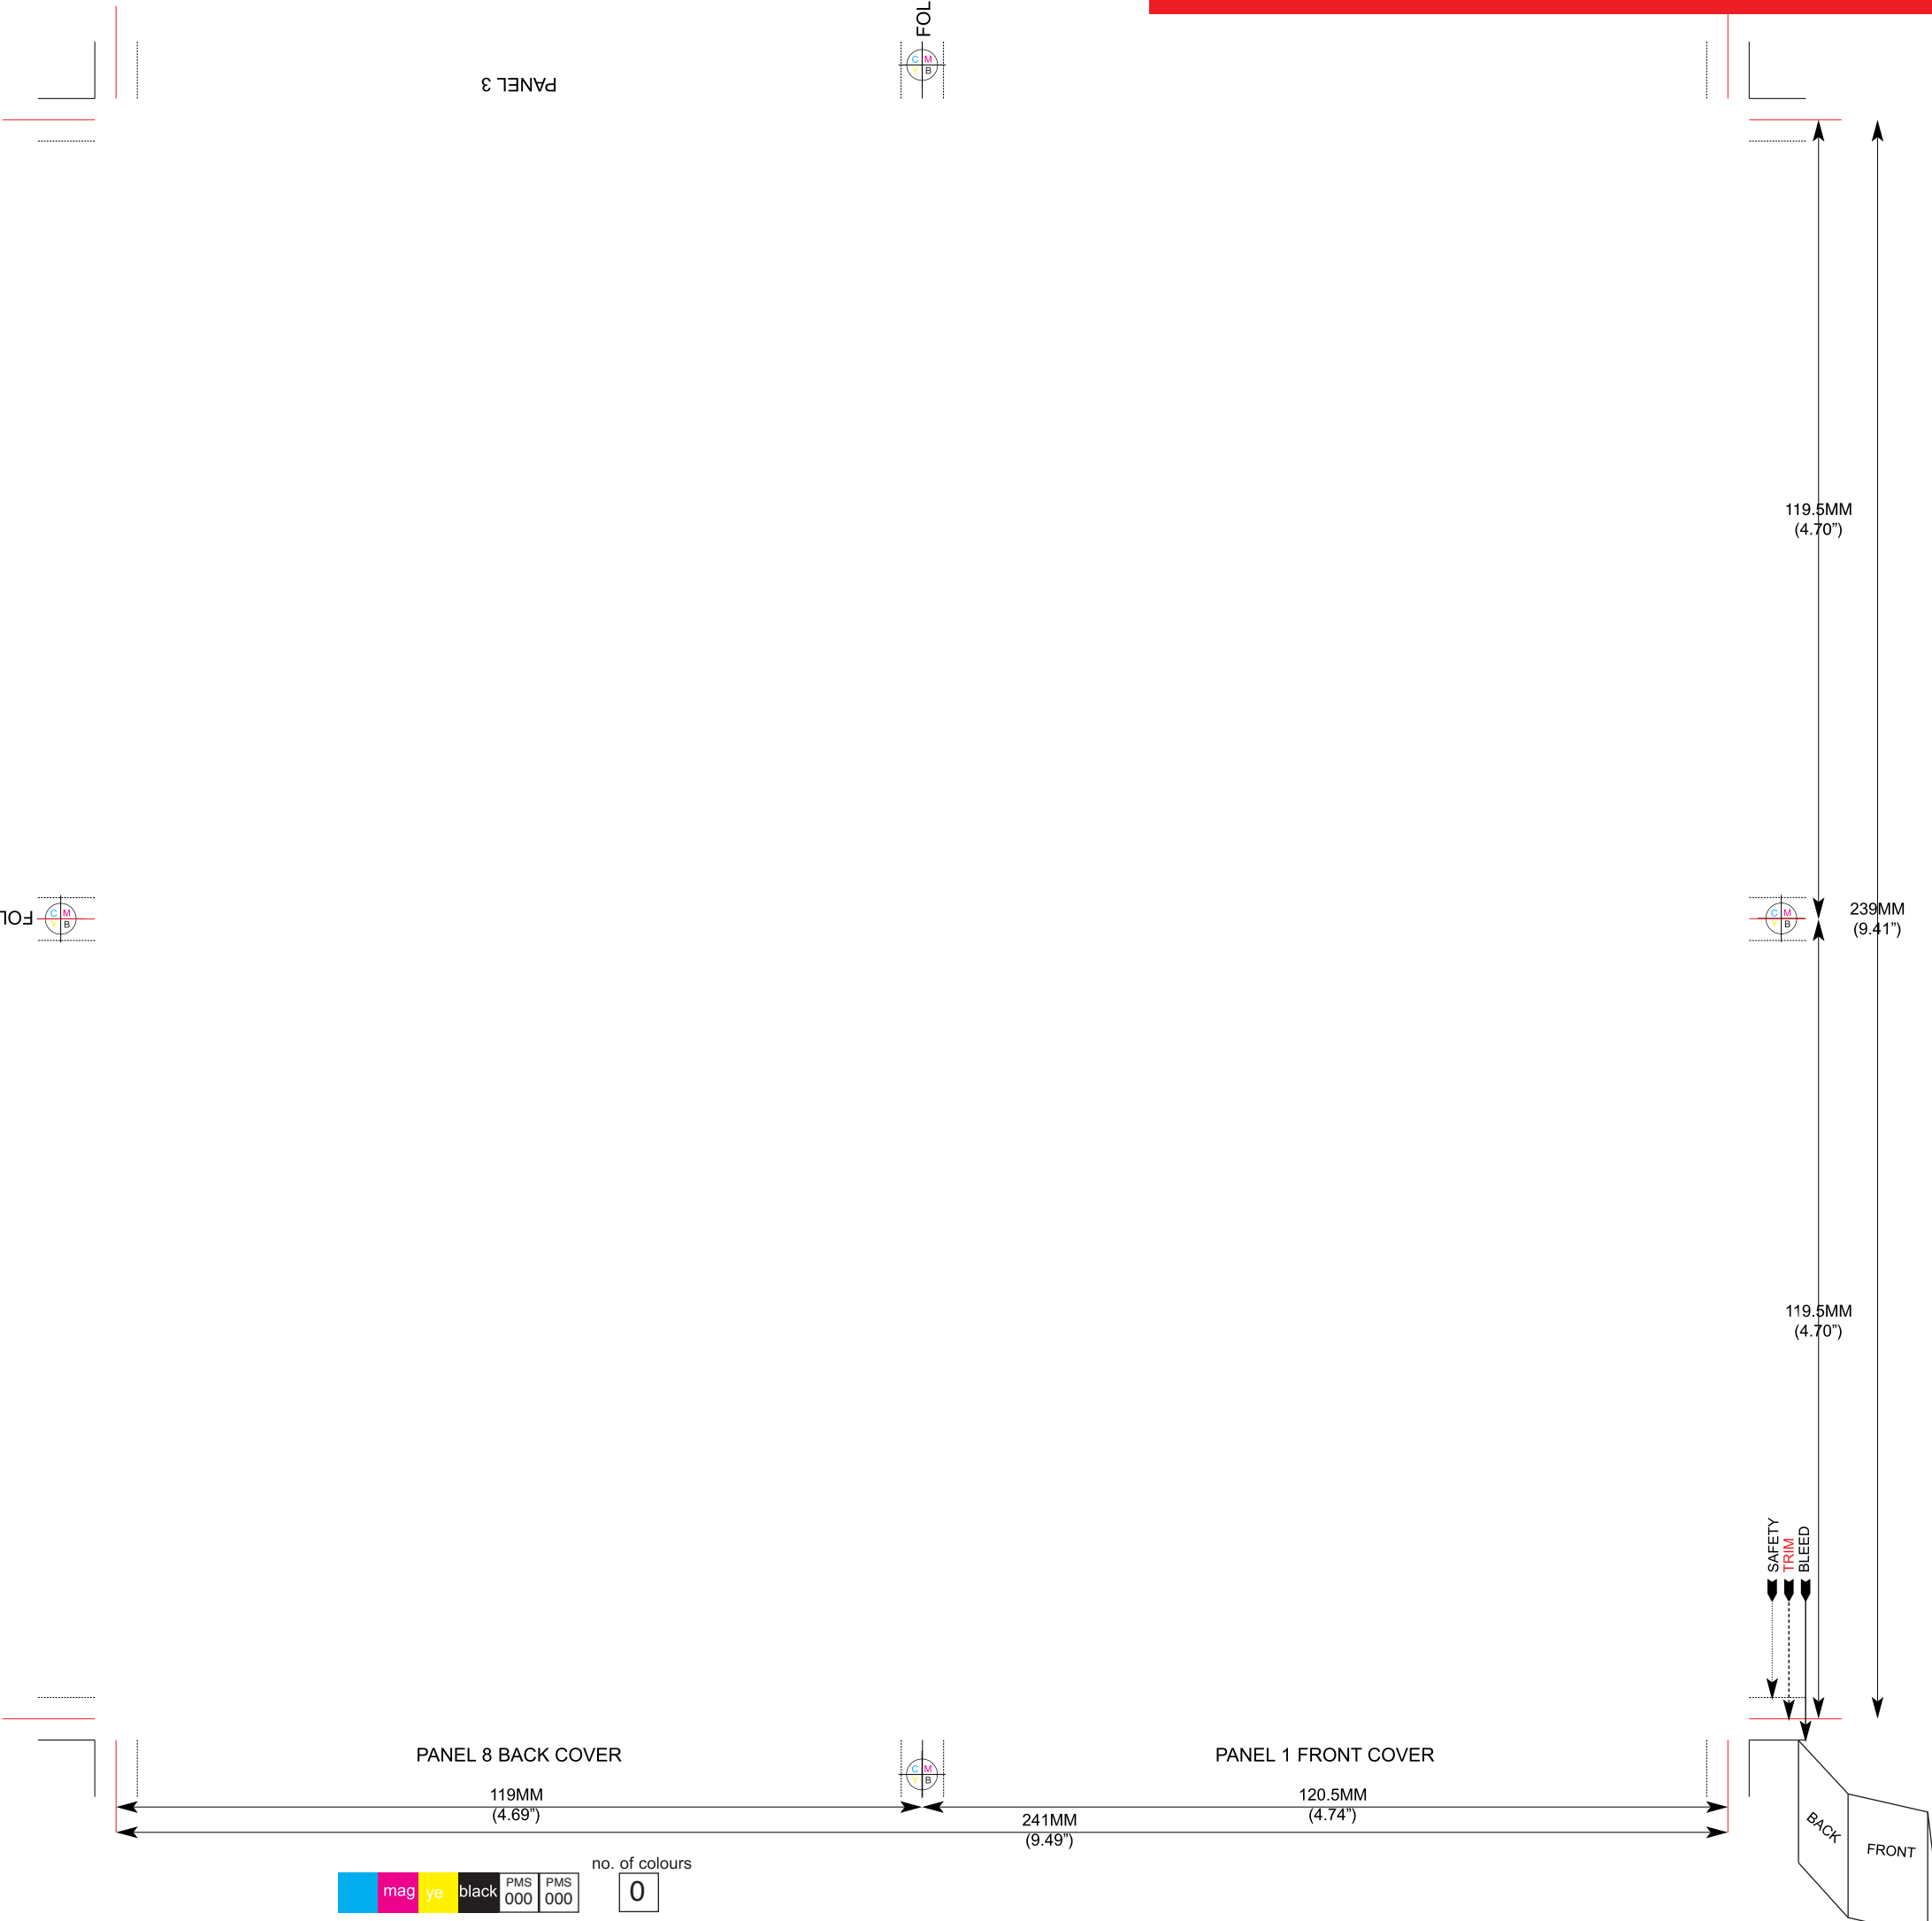 FOL
C M
Y B
PANEL 3
119.5MM
(4.70”)
FOL
C M
Y B
C M
Y B
239MM
(9.41”)
119.5MM
(4.70”)
SAFETY
TRIM
BLEED
PANEL 8 BACK COVER
C M
Y B
PANEL 1 FRONT COVER
119MM
(4.69”)
120.5MM
(4.74”)
241MM
(9.49”)
BACK
FRONT
no. of colours
mag
ye
black
PMS
000
PMS
000
0